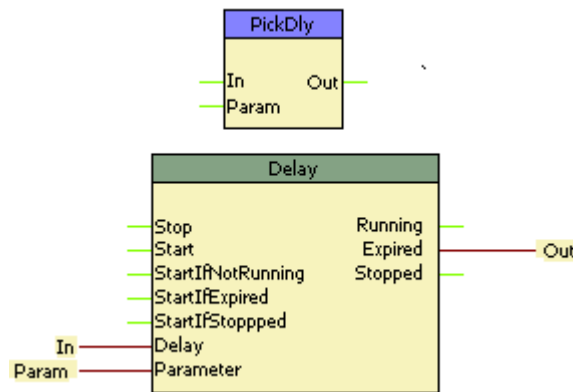 PickDly
In Out
Param
Delay
Stop Running
Start Expired Out
StartIfNotRunning Stopped
StartIfExpired
StartIfStoppped
In Delay
Param Parameter